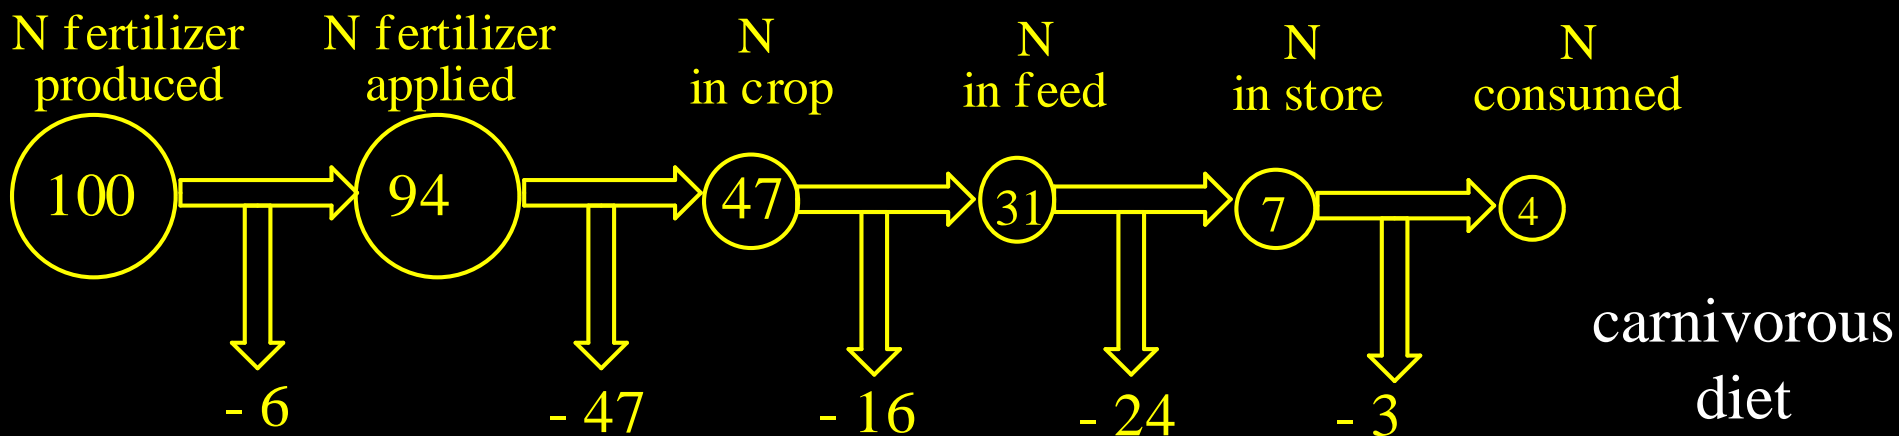 N fertilizer
produced
N fertilizer
applied
N
in crop
N
in feed
N
in store
N
consumed
100
94
47
31
7
4
- 6
- 47
- 16
- 24
- 3
carnivorous
diet